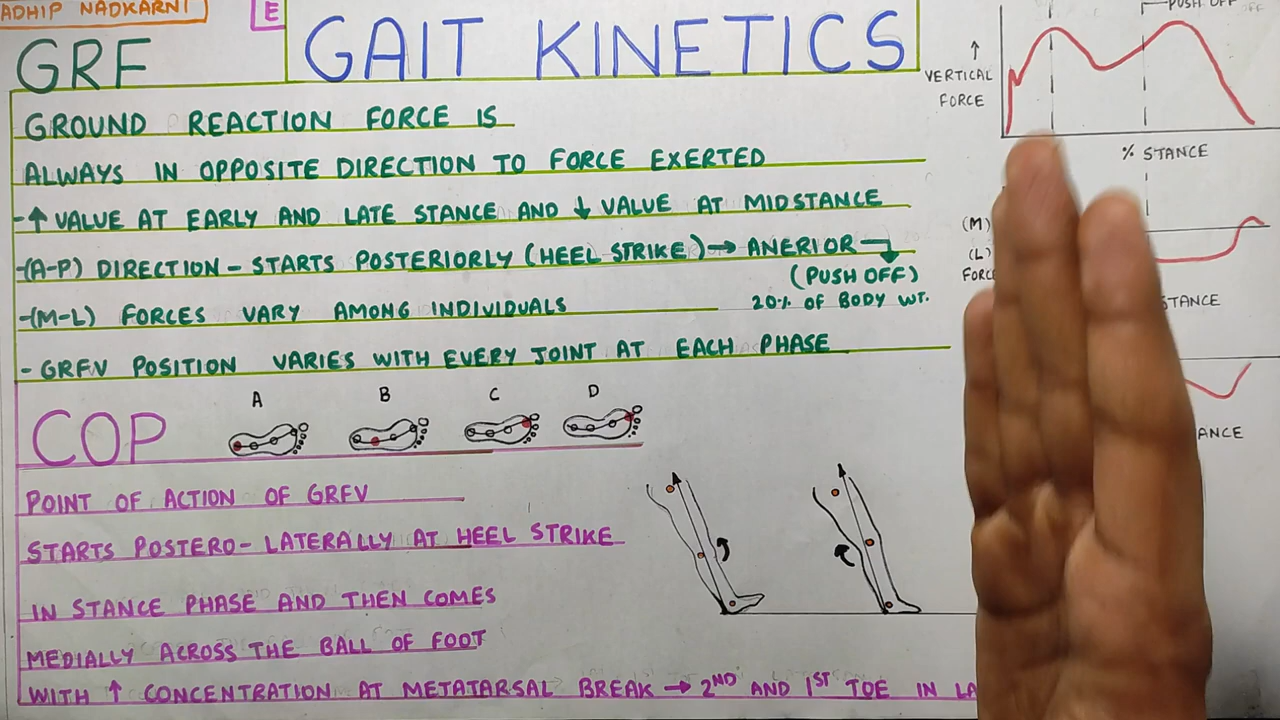 ADHIP NADKARNI
E
GRF
GAIT KINETICS
GROUND REACTION FORCE IS
ALWAYS IN OPPOSITE DIRECTION TO FORCE EXERTED
-↑ VALUE AT EARLY AND LATE STANCE AND ↓ VALUE AT MIDSTANCE
-(A-P) DIRECTION - STARTS POSTERIORLY (HEEL STRIKE) → ANERIOR
(PUSH OFF)
20% OF BODY WT.
-(M-L) FORCES VARY AMONG INDIVIDUALS
- GRFV POSITION VARIES WITH EVERY JOINT AT EACH PHASE
COP
A B C D
POINT OF ACTION OF GRFV
STARTS POSTERO-LATERALLY AT HEEL STRIKE
IN STANCE PHASE AND THEN COMES
MEDIALLY ACROSS THE BALL OF FOOT
WITH ↑ CONCENTRATION AT METATARSAL BREAK → 2ND AND 1ST TOE IN LA
PUSH OFF
↑
VERTICAL
FORCE
% STANCE
(M)
(L)
FORCE
STANCE
ANCE